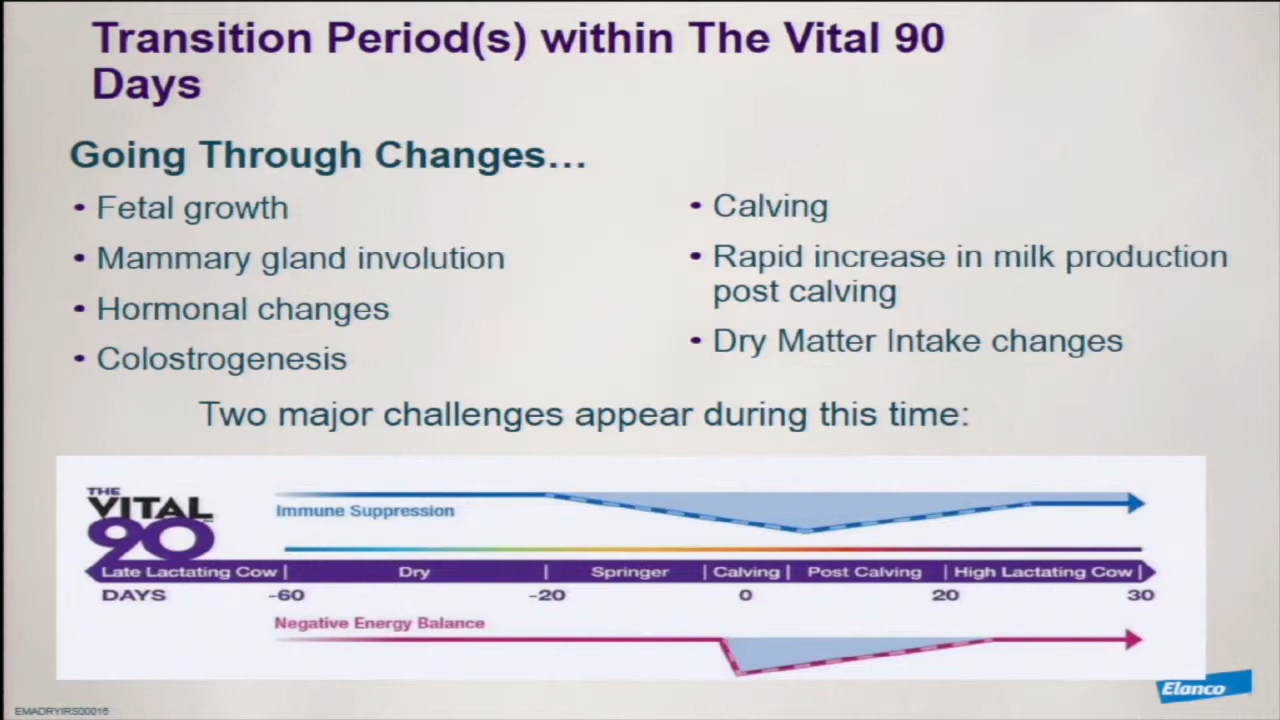 Transition Period(s) within The Vital 90
Days
Going Through Changes…
• Fetal growth
• Mammary gland involution
• Hormonal changes
• Colostrogenesis
• Calving
• Rapid increase in milk production
post calving
• Dry Matter Intake changes
Two major challenges appear during this time:
THE
VITAL
90
Immune Suppression
Late Lactating Cow | Dry | Springer | Calving | Post Calving | High Lactating Cow |
DAYS -60 -20 0 20 30
Negative Energy Balance
Elanco
EMADRYIRS00016